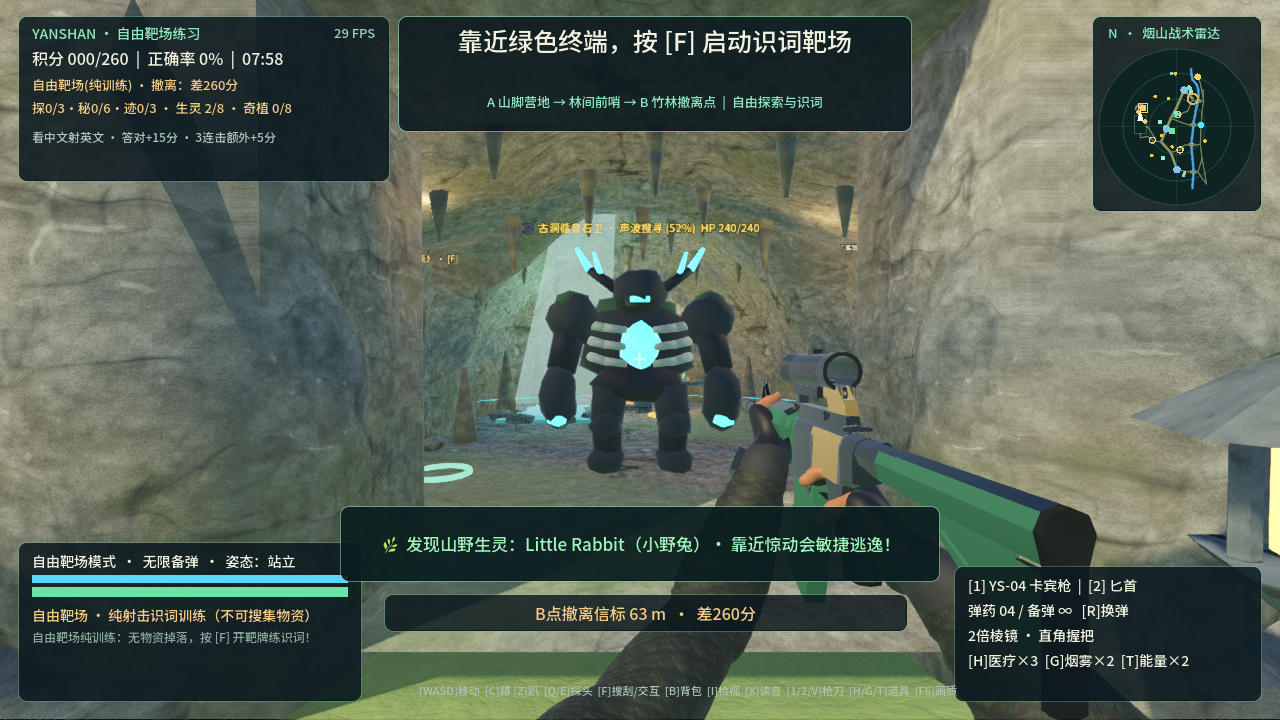 YANSHAN · 自由靶场练习
29 FPS
积分 000/260 | 正确率 0% | 07:58
自由靶场(纯训练) · 撤离：差260分
探0/3 · 秘0/6 · 迹0/3 · 生灵 2/8 · 奇植 0/8
看中文射英文 · 答对+15分 · 3连击额外+5分
靠近绿色终端，按 [F] 启动识词靶场
A 山脚营地 → 林间前哨 → B 竹林撤离点 | 自由探索与识词
N · 烟山战术雷达
· 声波搜寻 (52%) HP 240/240
· [F]
发现山野生灵：Little Rabbit（小野兔）· 靠近惊动会敏捷逃逸！
B点撤离信标 63 m · 差260分
自由靶场模式 · 无限备弹 · 姿态：站立
自由靶场 · 纯射击识词训练（不可搜集物资）
自由靶场纯训练：无物资掉落，按 [F] 开靶牌练识词！
[1] YS-04 卡宾枪 | [2] 匕首
弹药 04 / 备弹 ∞ [R]换弹
2倍棱镜 · 直角握把
[H]医疗×3 [G]烟雾×2 [T]能量×2
[WASD]移动 [C]蹲 [Z]趴 [Q/E]探头 [F]搜刮/交互 [B]背包 [I]检视 [X]读音 [1/2/V]枪刀 [H/G/T]道具 [F6]画质